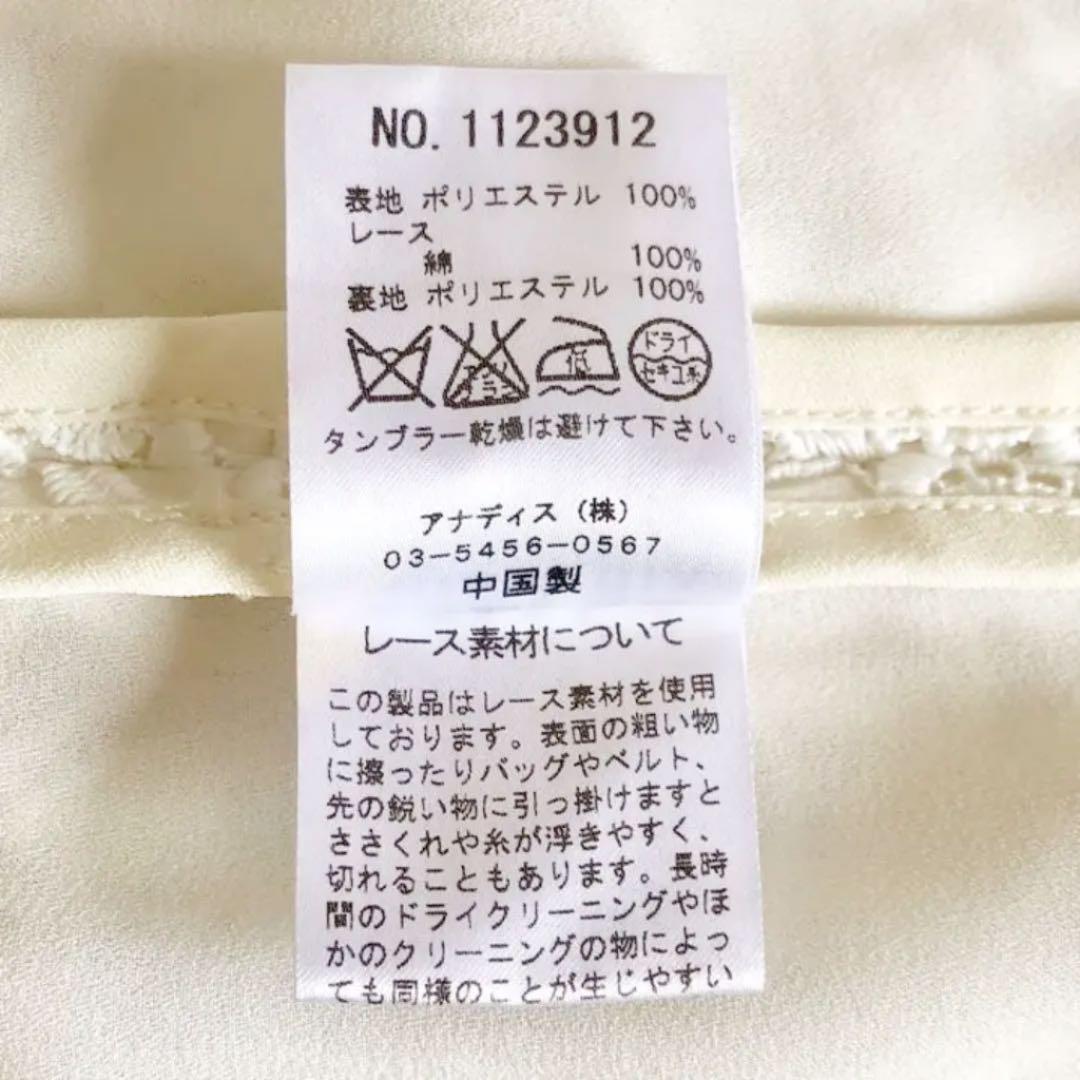 NO. 1123912
表地 ポリエステル 100%
レース
綿 100%
裏地 ポリエステル 100%
エンソ サラシ 低 ドライ セキユ系
タンブラー乾燥は避けて下さい。
アナディス（株）
03-5456-0567
中国製
レース素材について
この製品はレース素材を使用
しております。表面の粗い物
に擦ったりバッグやベルト、
先の鋭い物に引っ掛けますと
ささくれや糸が浮きやすく、
切れることもあります。長時
間のドライクリーニングやほ
かのクリーニングの物によっ
ても同様のことが生じやすい